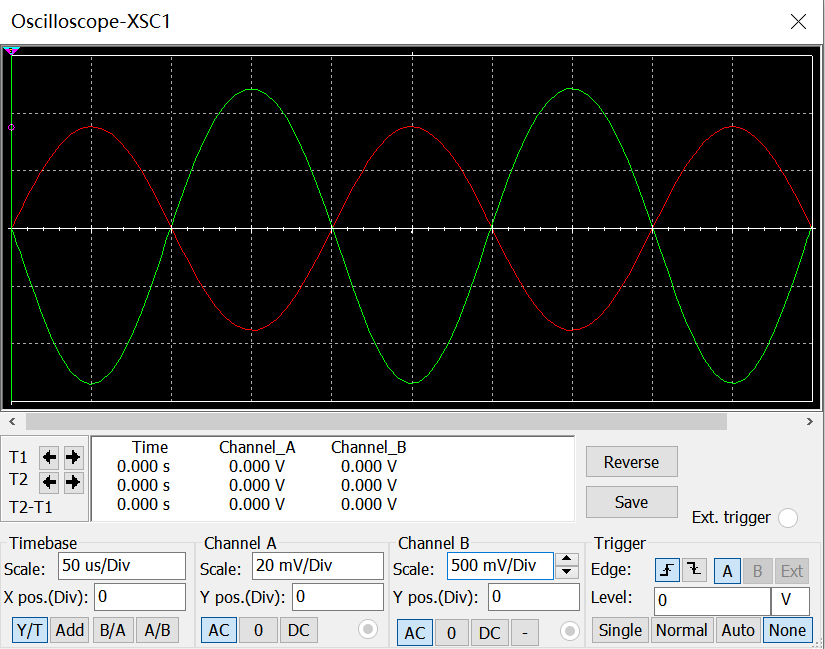 Oscilloscope-XSC1
T1
T2
T2-T1
Time Channel_A Channel_B
0.000 s 0.000 V 0.000 V
0.000 s 0.000 V 0.000 V
0.000 s 0.000 V 0.000 V
Reverse
Save
Ext. trigger
Timebase
Scale: 50 us/Div
X pos.(Div): 0
Y/T Add B/A A/B
Channel A
Scale: 20 mV/Div
Y pos.(Div): 0
AC 0 DC
Channel B
Scale: 500 mV/Div
Y pos.(Div): 0
AC 0 DC -
Trigger
Edge: A B Ext
Level: 0 V
Single Normal Auto None